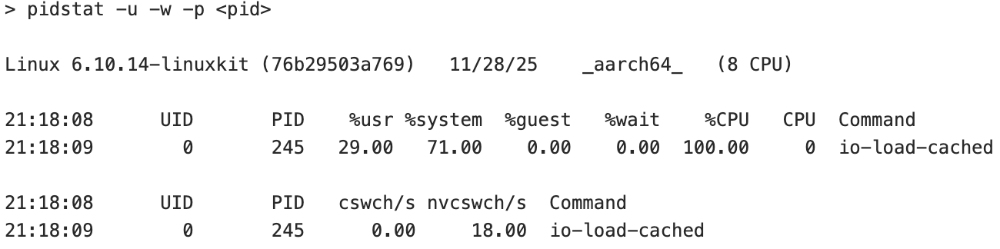 > pidstat -u -w -p <pid>
Linux 6.10.14-linuxkit (76b29503a769) 11/28/25 _aarch64_ (8 CPU)
21:18:08 UID PID %usr %system %guest %wait %CPU CPU Command
21:18:09 0 245 29.00 71.00 0.00 0.00 100.00 0 io-load-cached
21:18:08 UID PID cswch/s nvcswch/s Command
21:18:09 0 245 0.00 18.00 io-load-cached